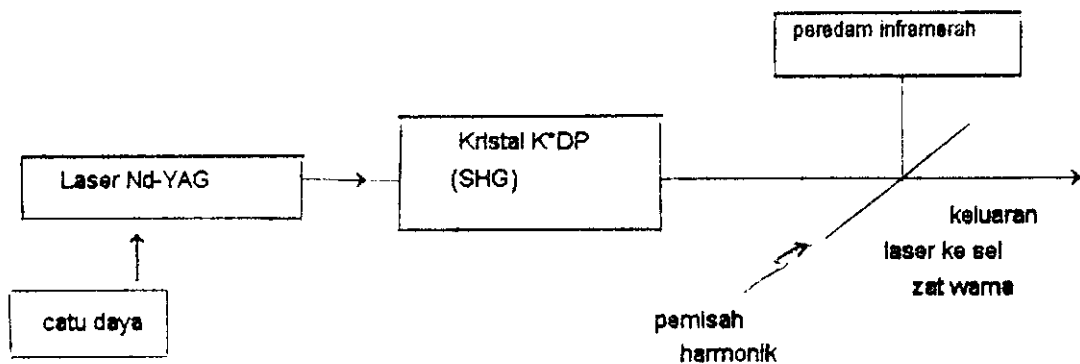 peredam inframerah
Kristal K*DP
(SHG)
Laser Nd-YAG
keluaran
laser ke sel
zat warna
catu daya
pemisah
harmonik